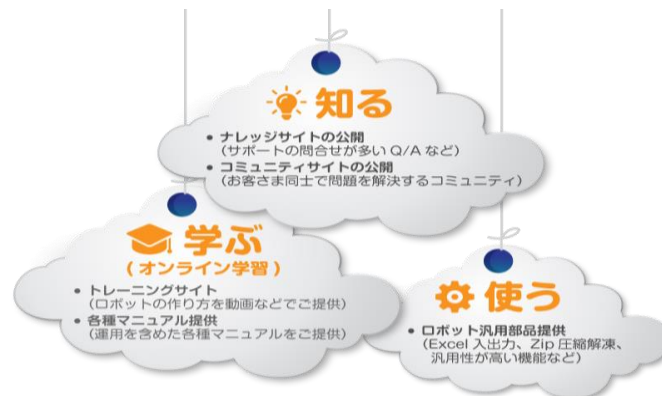 知る
• ナレッジサイトの公開
(サポートの問合せが多い Q/A など)
• コミュニティサイトの公開
(お客さま同士で問題を解決するコミュニティ)
学ぶ
(オンライン学習)
• トレーニングサイト
(ロボットの作り方を動画などでご提供)
• 各種マニュアル提供
(運用を含めた各種マニュアルをご提供)
使う
• ロボット汎用部品提供
(Excel 入出力、Zip 圧縮解凍、
汎用性が高い機能など)